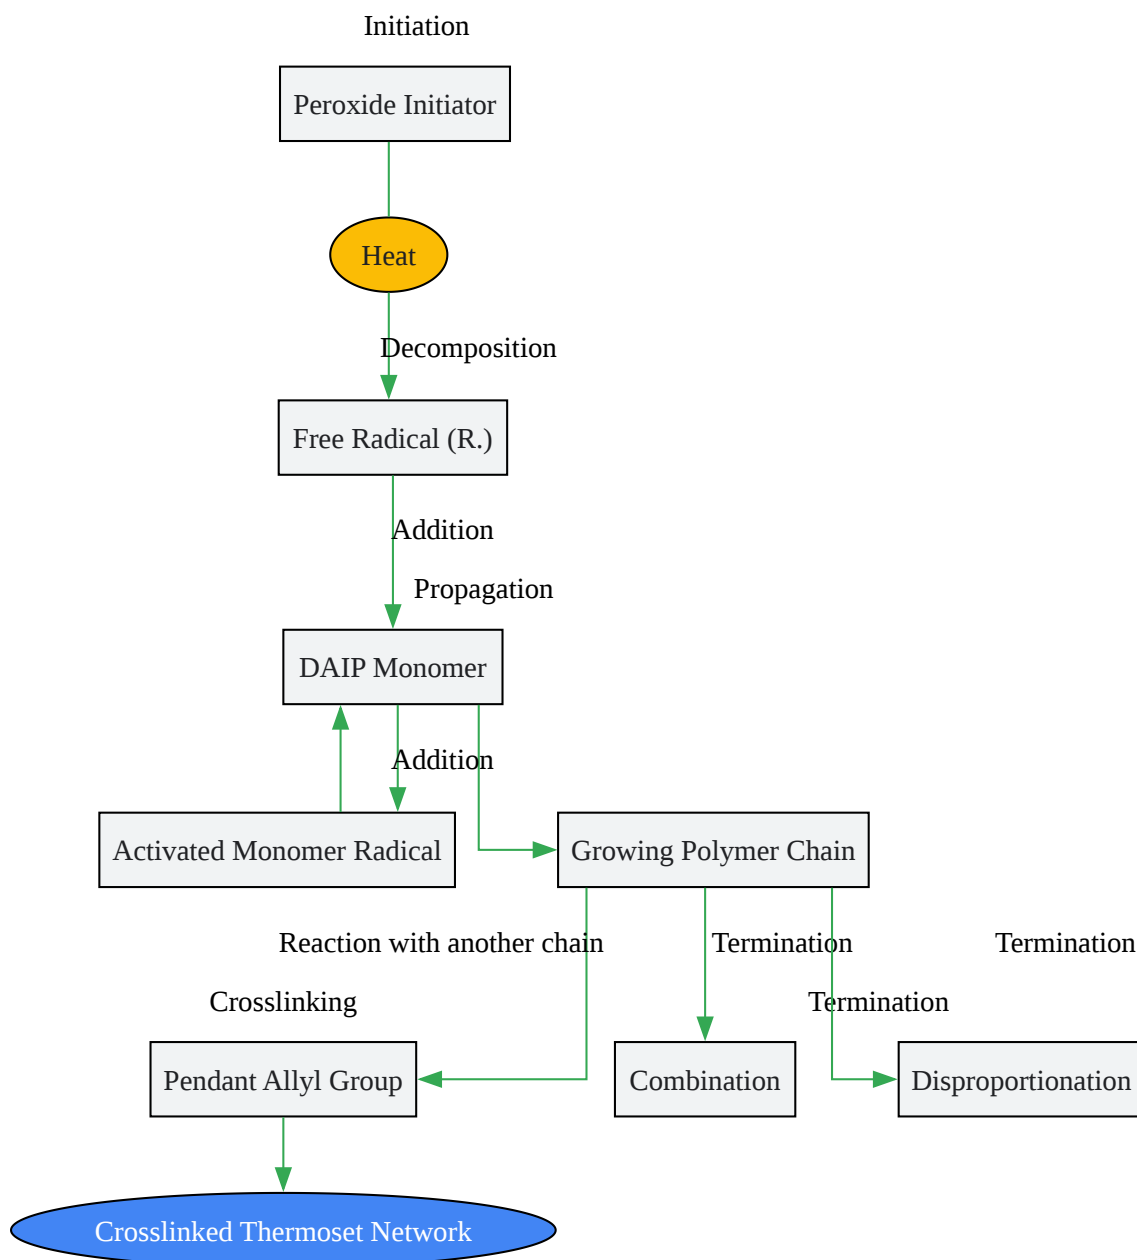 Initiation
Peroxide Initiator
Heat
Decomposition
Free Radical (R.)
Addition
Propagation
DAIP Monomer
Addition
Activated Monomer Radical
Growing Polymer Chain
Reaction with another chain
Termination
Termination
Crosslinking
Termination
Pendant Allyl Group
Combination
Disproportionation
Crosslinked Thermoset Network